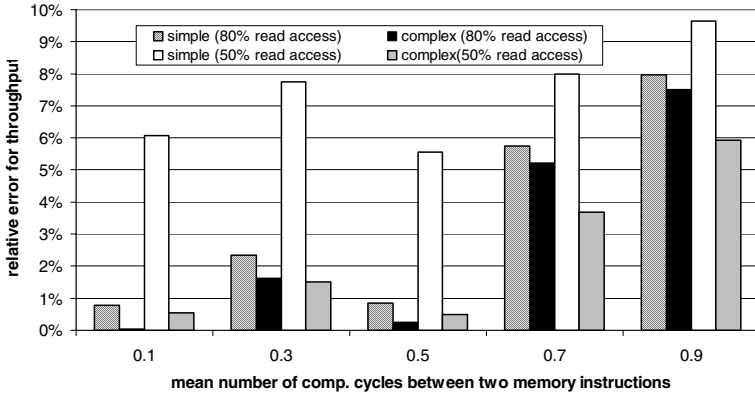 10%
9%
8%
7%
6%
5%
4%
3%
2%
1%
0%
relative error for throughput
simple (80% read access) complex (80% read access)
simple (50% read access) complex(50% read access)
0.1 0.3 0.5 0.7 0.9
mean number of comp. cycles between two memory instructions